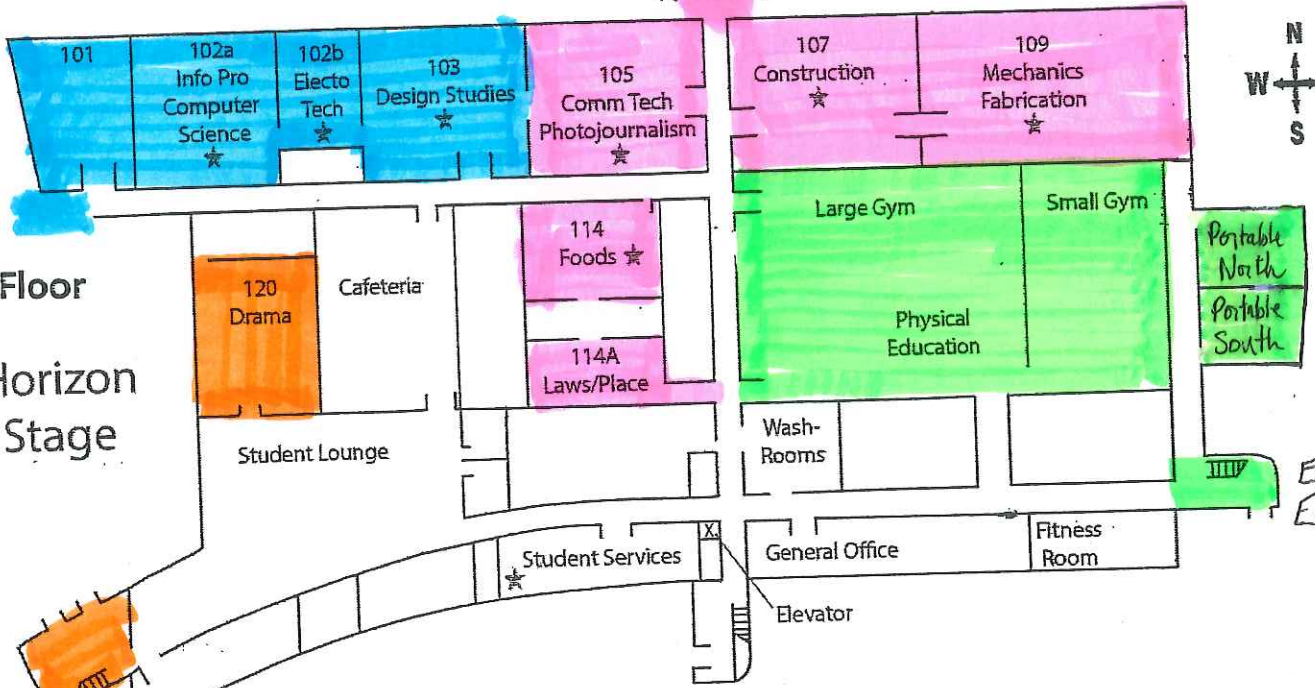 N
W
S
101
102a
Info Pro
Computer
Science
102b
Electo
Tech
103
Design Studies
105
Comm Tech
Photojournalism
107
Construction
109
Mechanics
Fabrication
Large Gym
Small Gym
Physical
Education
Portable
North
Portable
South
114
Foods
114A
Laws/Place
120
Drama
Cafeteria
Floor
Stage
Student Lounge
Wash-
Rooms
Student Services
X
General Office
Fitness
Room
Elevator